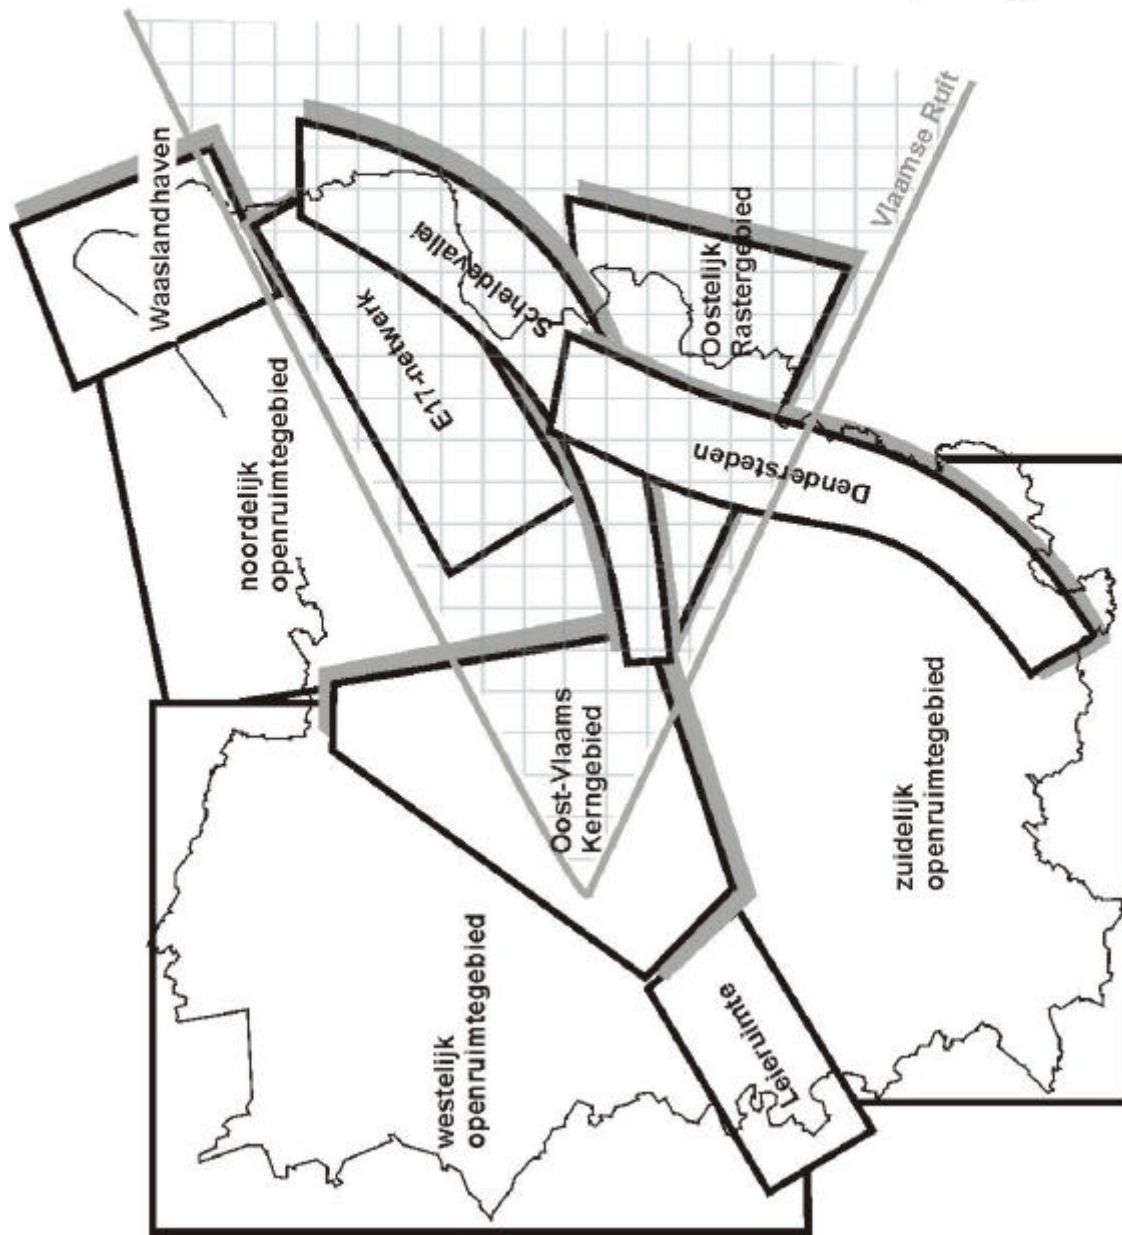 Waaslandhaven
noordelijk
openruimtegebied
E17-netwerk
Scheldevallei
Oostelijk
Rastergebied
Vlaamse Ruit
Dendersteden
Oost-Vlaams
Kerngebied
westelijk
openruimtegebied
Leieruimte
zuidelijk
openruimtegebied